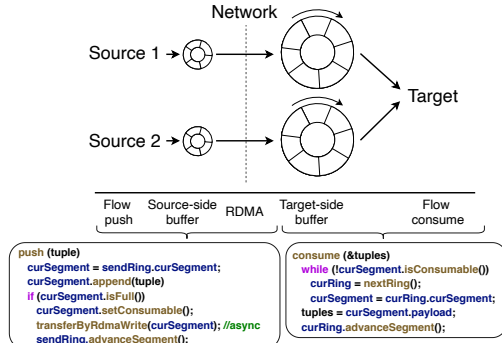 Network
Source 1
Target
Source 2
Flow push
Source-side buffer
RDMA
Target-side buffer
Flow consume
push (tuple)
curSegment = sendRing.curSegment;
curSegment.append(tuple)
if (curSegment.isFull())
curSegment.setConsumable();
transferByRdmaWrite(curSegment); //async
sendRing.advanceSegment();
consume (&tuples)
while (!curSegment.isConsumable())
curRing = nextRing();
curSegment = curRing.curSegment;
tuples = curSegment.payload;
curRing.advanceSegment();